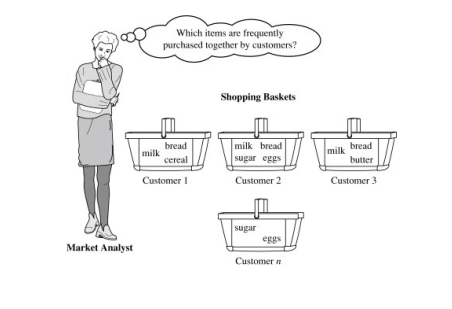 Which items are frequently
purchased together by customers?
Shopping Baskets
milk bread
cereal
milk bread
sugar eggs
milk bread
butter
Customer 1
Customer 2
Customer 3
sugar
eggs
Market Analyst
Customer n